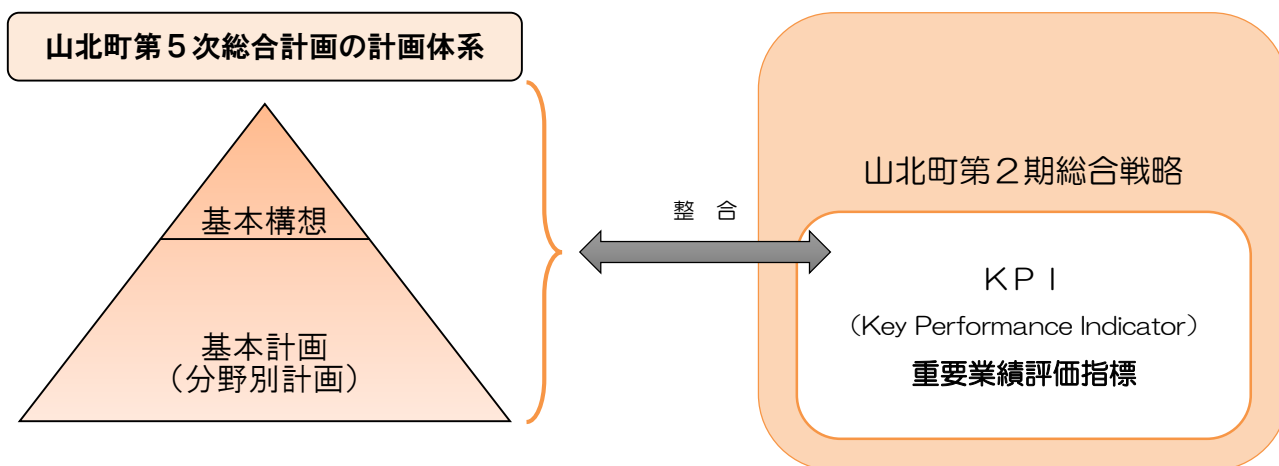 山北町第５次総合計画の計画体系
基本構想
基本計画
（分野別計画）
整　合
山北町第２期総合戦略
ＫＰＩ
（Key Performance Indicator）
重要業績評価指標